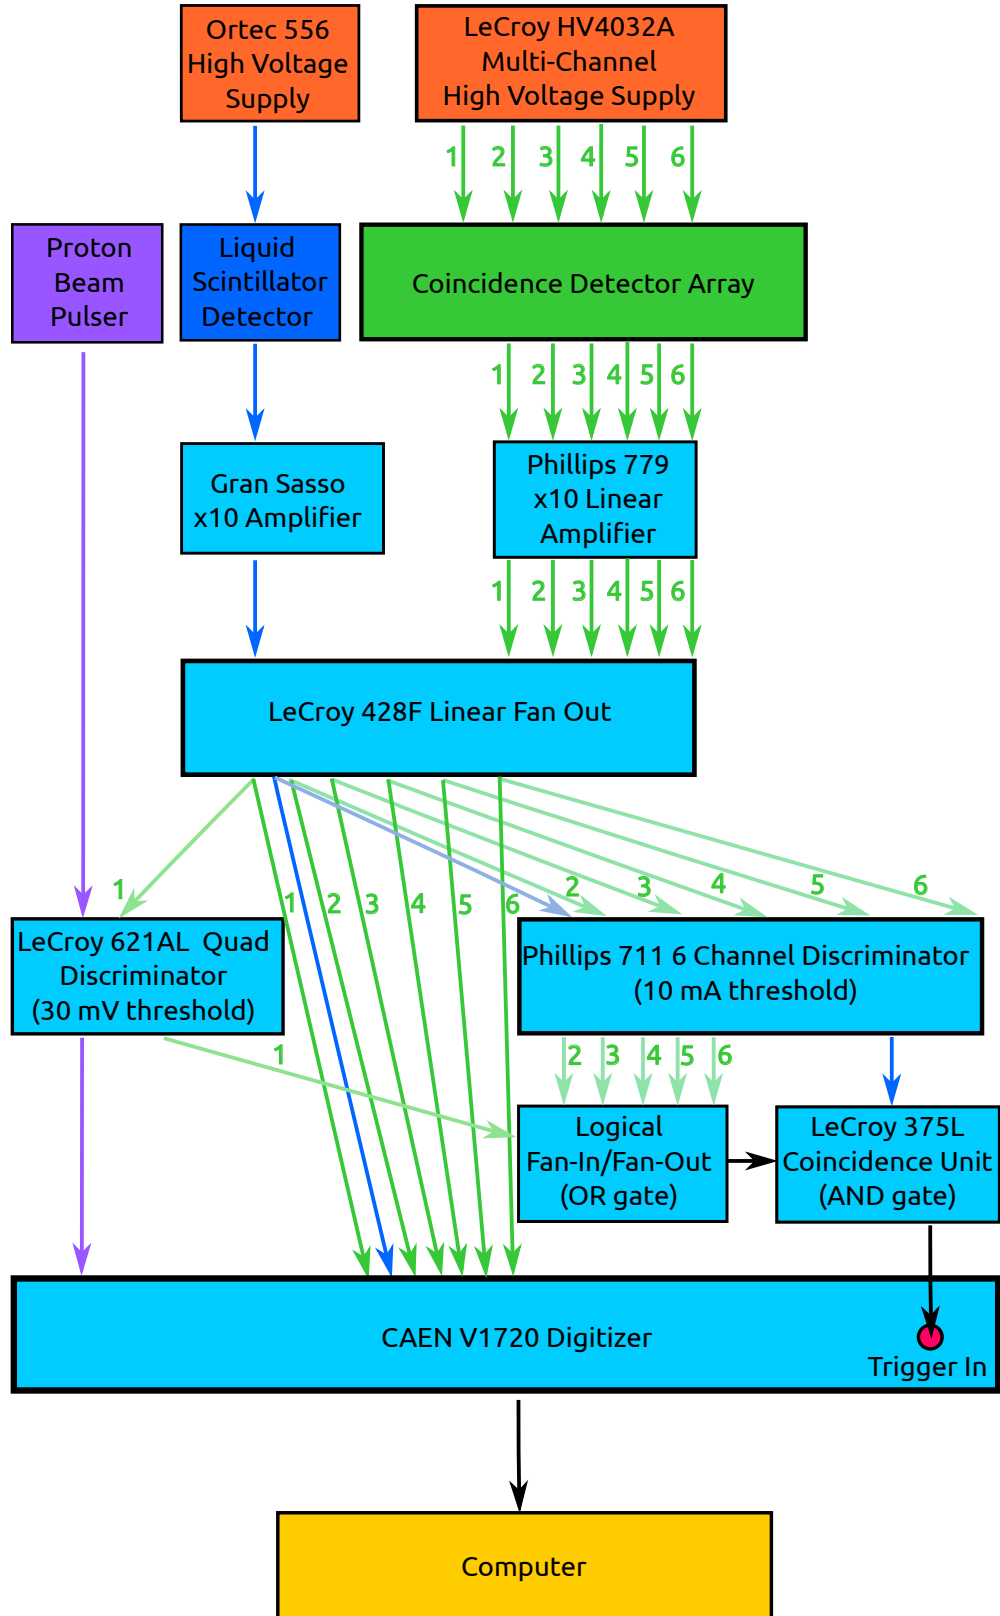 Ortec 556
High Voltage
Supply
LeCroy HV4032A
Multi-Channel
High Voltage Supply
1 2 3 4 5 6
Proton
Beam
Pulser
Liquid
Scintillator
Detector
Coincidence Detector Array
1 2 3 4 5 6
Gran Sasso
x10 Amplifier
Phillips 779
x10 Linear
Amplifier
1 2 3 4 5 6
LeCroy 428F Linear Fan Out
1
1 2 3 4 5 6
2 3 4 5 6
LeCroy 621AL Quad
Discriminator
(30 mV threshold)
Phillips 711 6 Channel Discriminator
(10 mA threshold)
1
2 3 4 5 6
Logical
Fan-In/Fan-Out
(OR gate)
LeCroy 375L
Coincidence Unit
(AND gate)
CAEN V1720 Digitizer
Trigger In
Computer